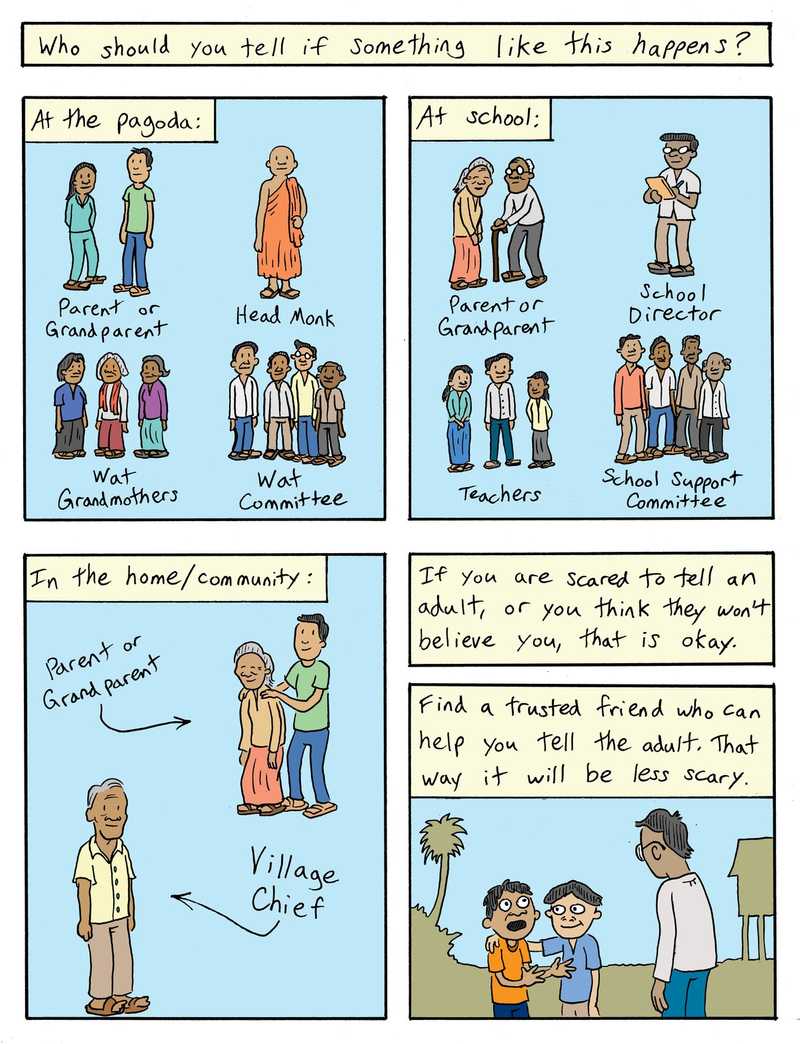 Who should you tell if something like this happens?
At the pagoda:
Parent or
Grandparent
Head Monk
Wat
Grandmothers
Wat
Committee
At school:
Parent or
Grandparent
School
Director
Teachers
School Support
Committee
In the home/community:
Parent or
Grandparent
Village
Chief
If you are scared to tell an
adult, or you think they won't
believe you, that is okay.
Find a trusted friend who can
help you tell the adult. That
way it will be less scary.